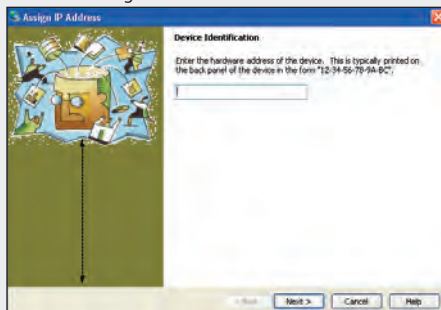 Assign IP Address
Device Identification
Enter the hardware address of the device. This is typically printed on
the back panel of the device in the form "12-34-56-78-9A-BC".
< Back
Next >
Cancel
Help